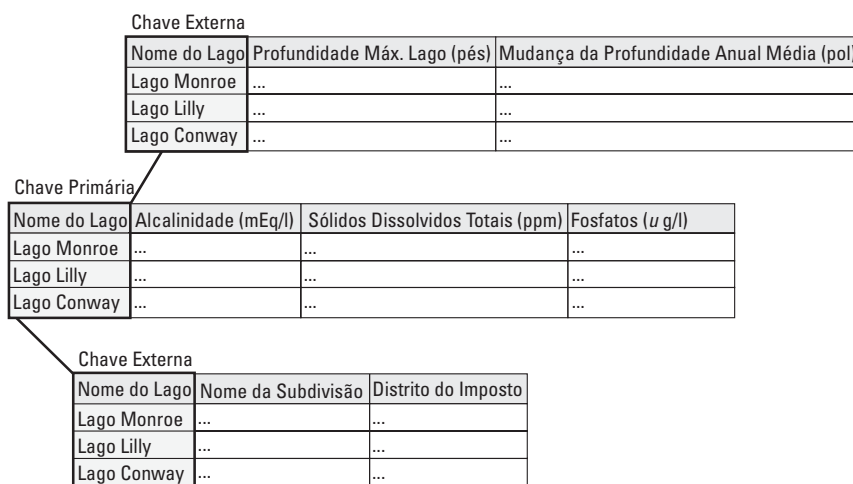 Chave Externa
Nome do Lago Profundidade Máx. Lago (pés) Mudança da Profundidade Anual Média (pol)
Lago Monroe ... ...
Lago Lilly ... ...
Lago Conway ... ...
Chave Primária
Nome do Lago Alcalinidade (mEq/l) Sólidos Dissolvidos Totais (ppm) Fosfatos (u g/l)
Lago Monroe ... ... ...
Lago Lilly ... ... ...
Lago Conway ... ... ...
Chave Externa
Nome do Lago Nome da Subdivisão Distrito do Imposto
Lago Monroe ... ...
Lago Lilly ... ...
Lago Conway ... ...